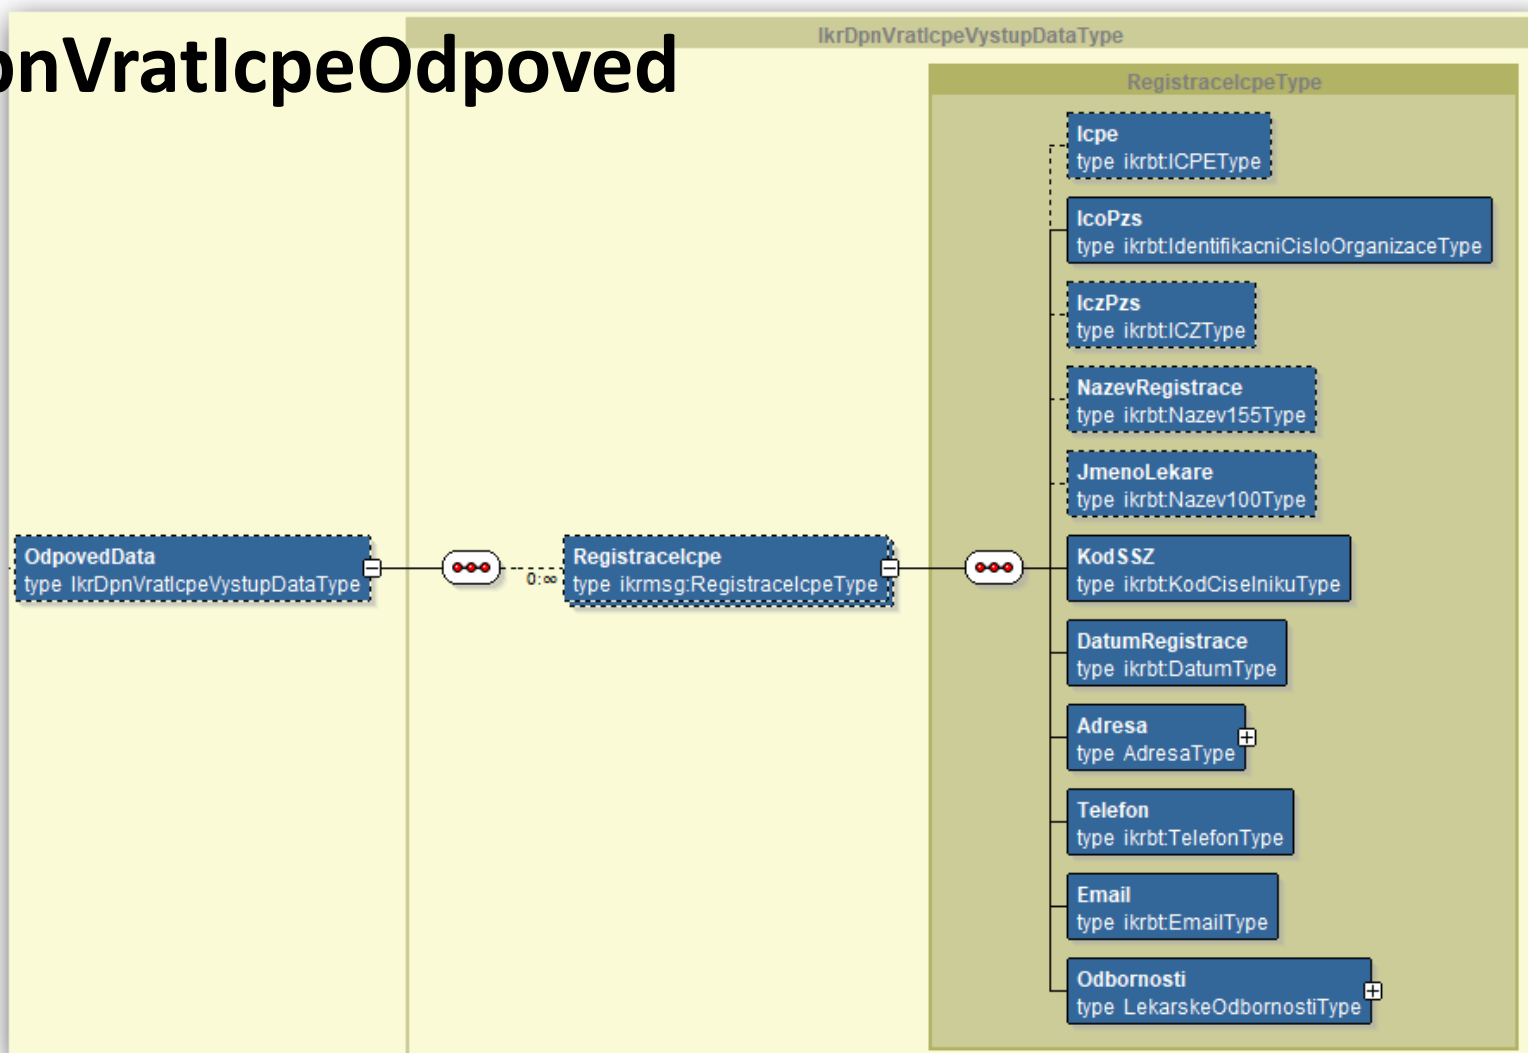 pnVratIcpeOdpoved
IkrDpnVratIcpeVystupDataType
RegistraceIcpeType
Icpe
type ikrbt:ICPEType
IcoPzs
type ikrbt:IdentifikacniCisloOrganizaceType
IczPzs
type ikrbt:ICZType
NazevRegistrace
type ikrbt:Nazev155Type
JmenoLekare
type ikrbt:Nazev100Type
OdpovedData
type IkrDpnVratIcpeVystupDataType
0:∞
RegistraceIcpe
type ikrmsg:RegistraceIcpeType
KodSSZ
type ikrbt:KodCiselnikuType
DatumRegistrace
type ikrbt:DatumType
Adresa
type AdresaType
Telefon
type ikrbt:TelefonType
Email
type ikrbt:EmailType
Odbornosti
type LekarskeOdbornostiType